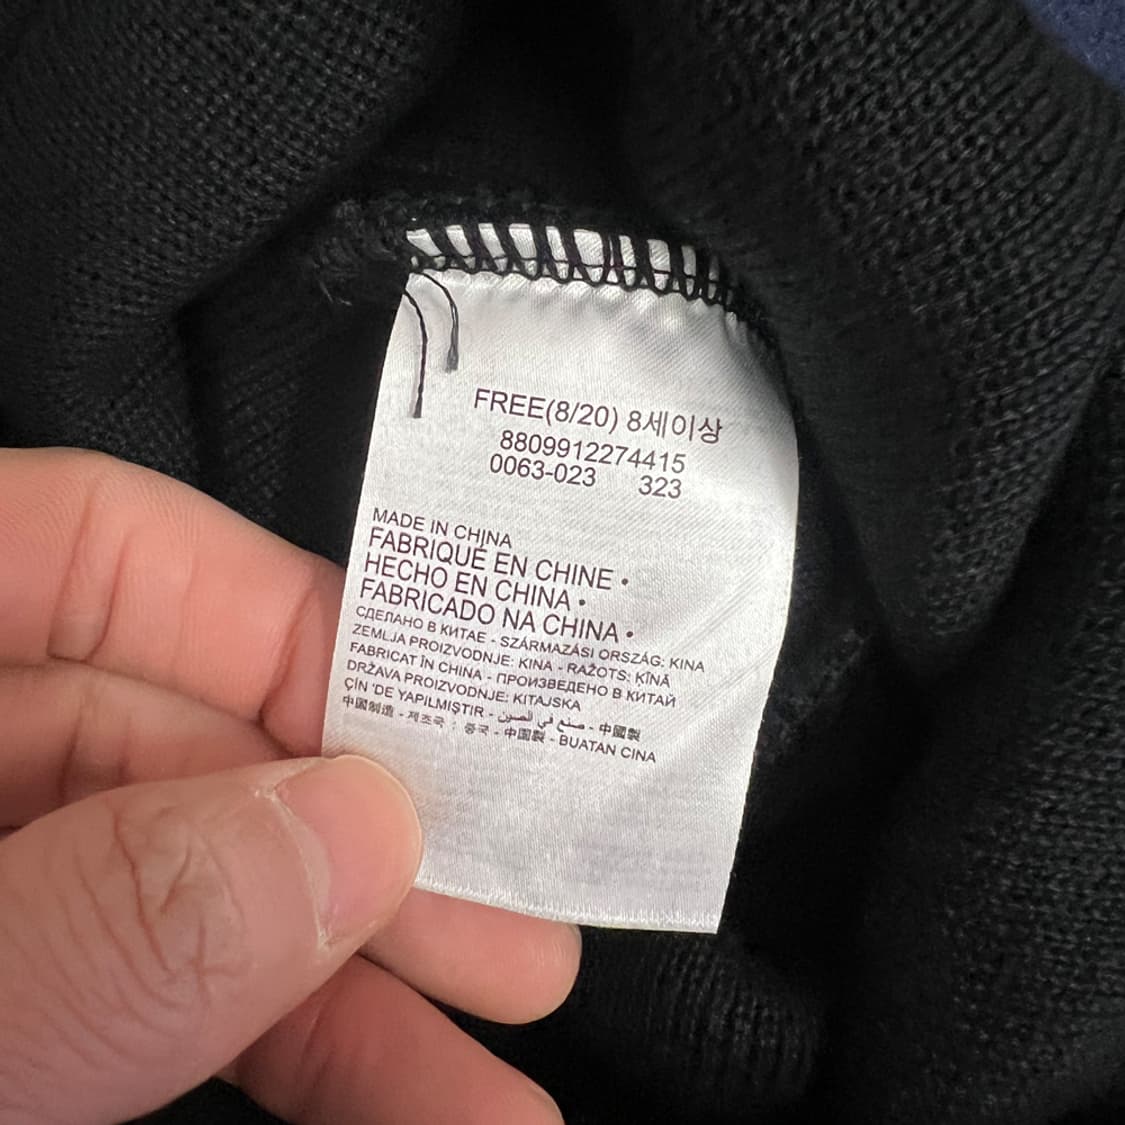 FREE(8/20) 8세이상
8809912274415
0063-023 323
MADE IN CHINA
FABRIQUÉ EN CHINE •
HECHO EN CHINA •
FABRICADO NA CHINA •
СДЕЛАНО В КИТАЕ - SZÁRMAZÁSI ORSZÁG: KINA
ZEMLJA PROIZVODNJE: KINA - RAŽOTS: ĶĪNĀ
FABRICAT ÎN CHINA - ПРОИЗВЕДЕНО В КИТАЙ
DRŽAVA PROIZVODNJE: KITAJSKA
ÇİN 'DE YAPILMIŞTIR - صنع في الصين - 中國製
中國制造 - 제조국 : 중국 - 中国製 - BUATAN CINA